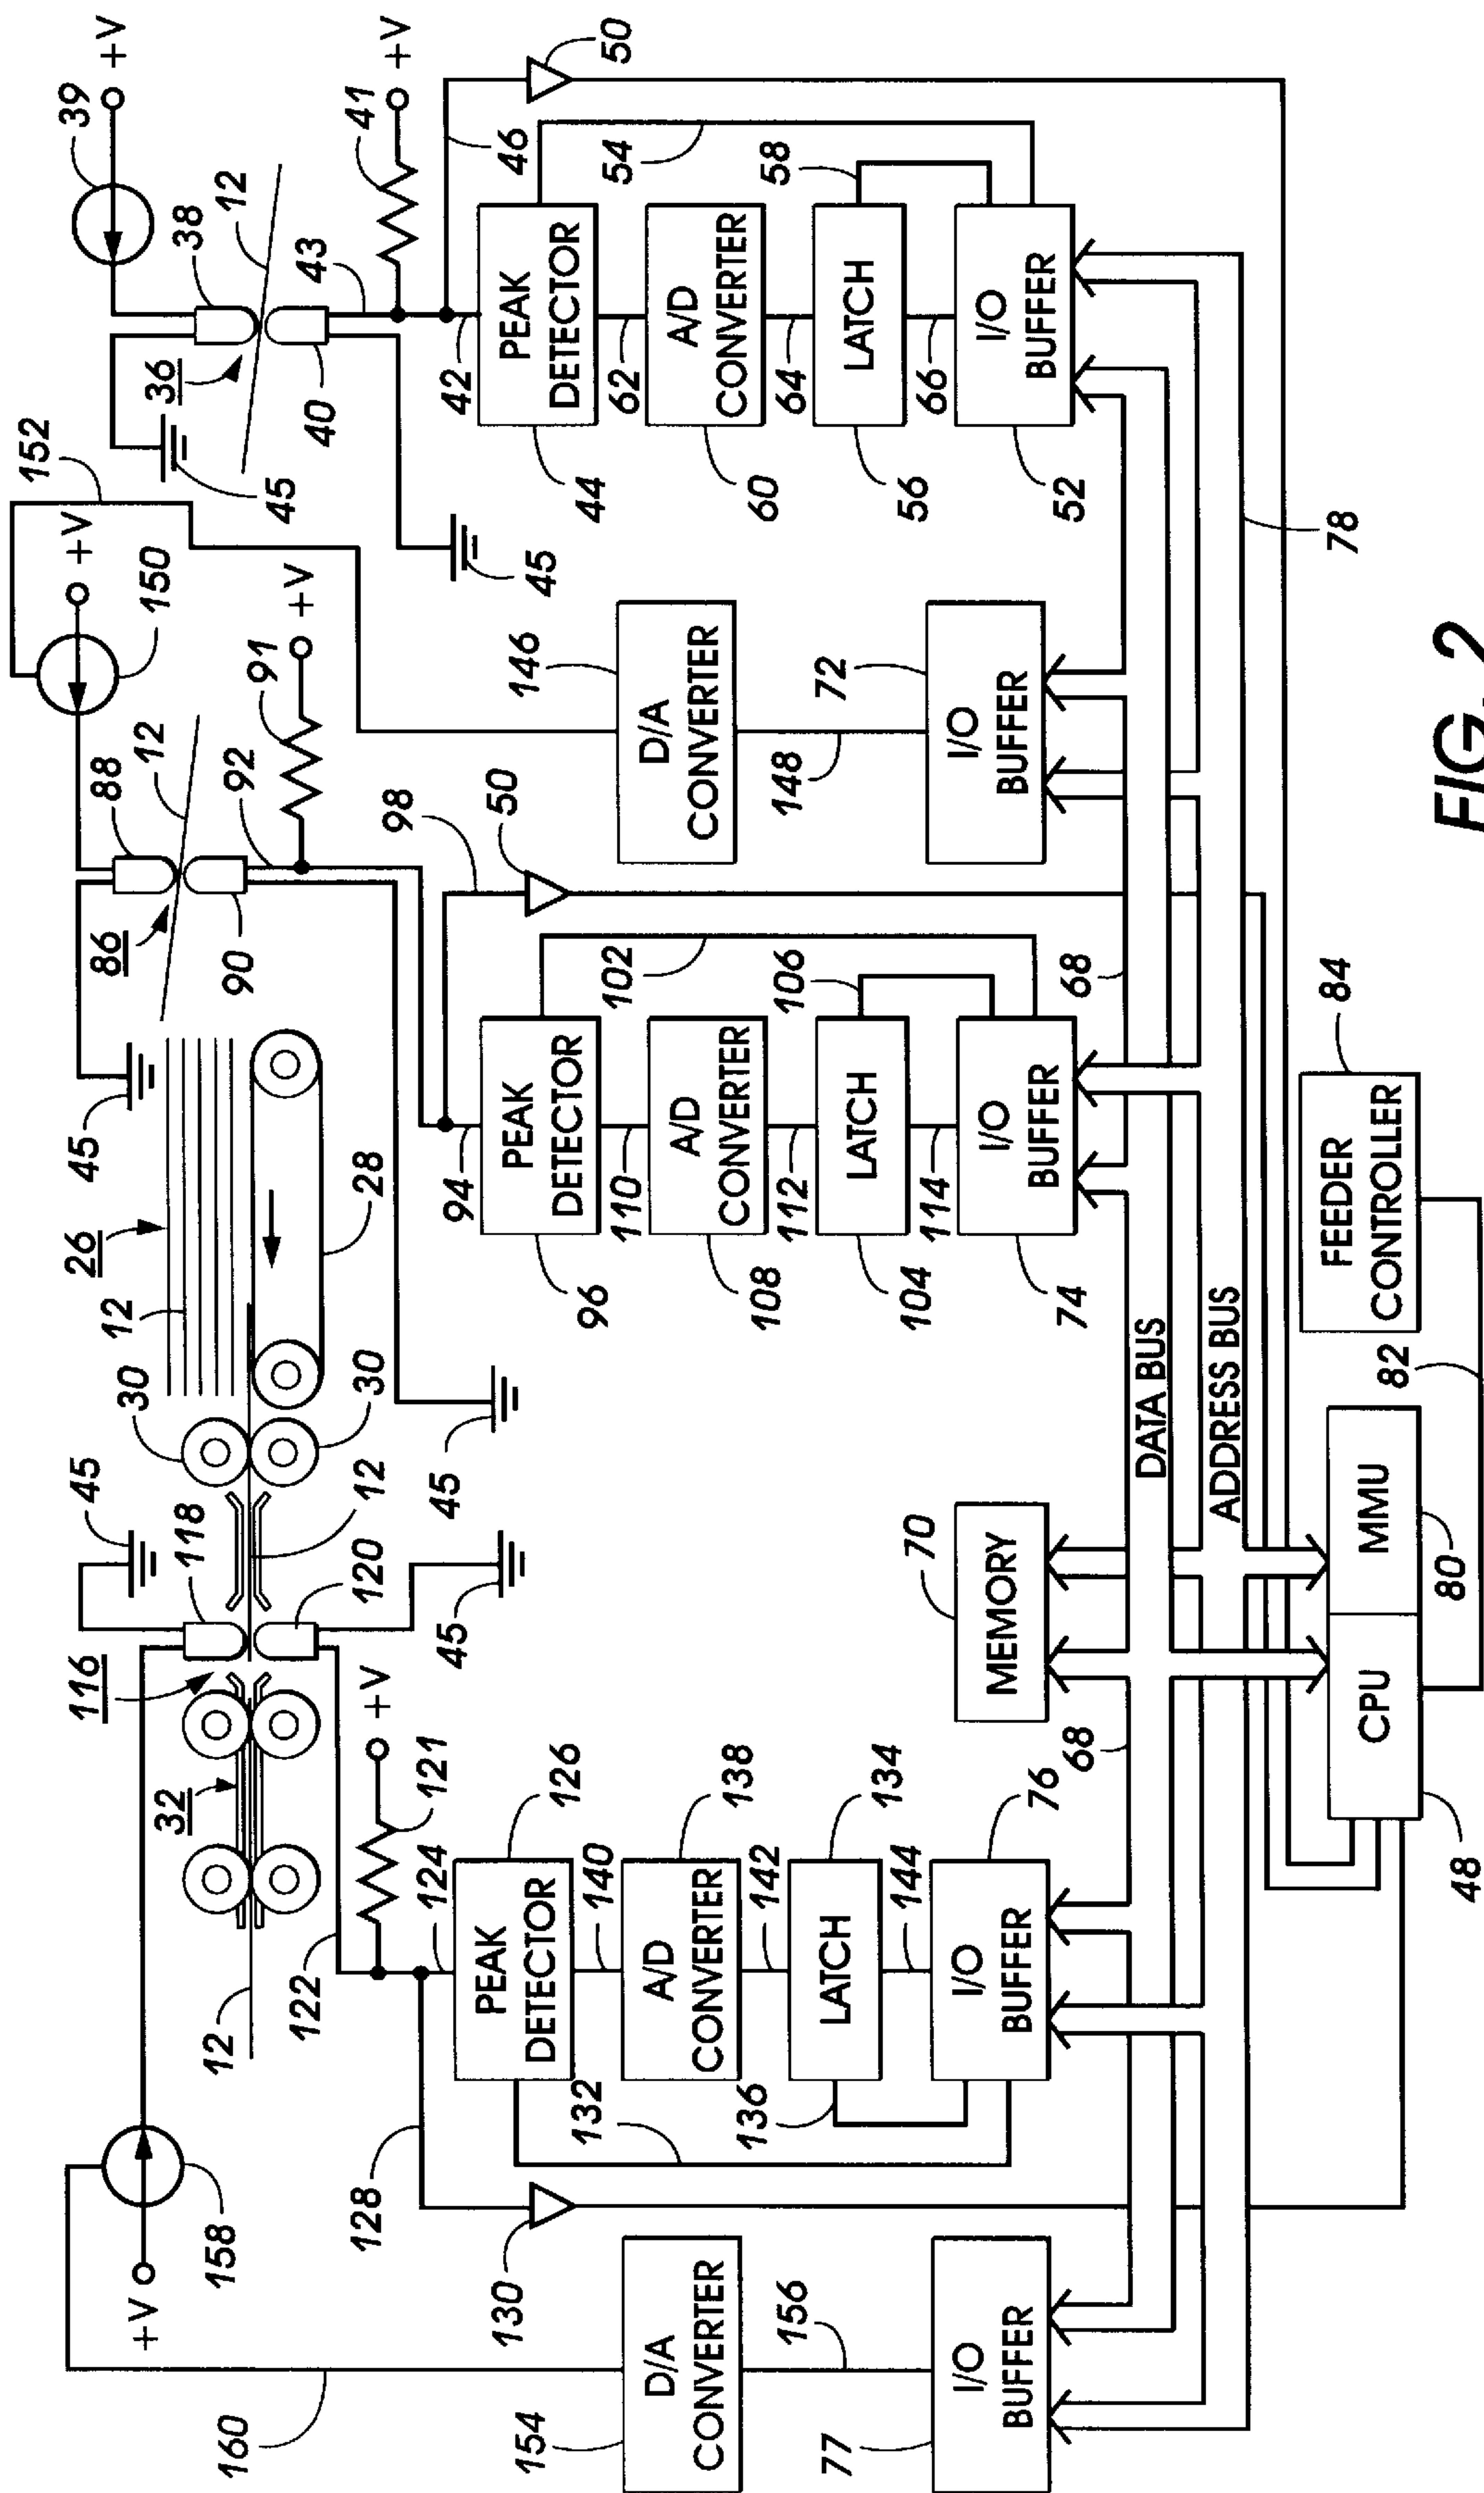 +V
160
158
12
32
116
118
45
30
12
26
45
86
88
12
150
+V
152
36
38
12
39
+V
122
+V
121
120
12
30
28
90
92
91
+V
45
40
43
41
+V
128
124
45
45
98
45
42
46
50
130
132
126
94
50
146
44
54
154
D/A
CONVERTER
PEAK
DETECTOR
96
PEAK
DETECTOR
102
D/A
CONVERTER
PEAK
DETECTOR
156
140
138
110
148
62
A/D
CONVERTER
108
A/D
CONVERTER
60
A/D
CONVERTER
136
142
134
112
106
72
64
58
LATCH
104
LATCH
56
LATCH
77
144
76
70
114
66
I/O
BUFFER
I/O
BUFFER
MEMORY
74
I/O
BUFFER
I/O
BUFFER
52
I/O
BUFFER
68
DATA BUS
68
ADDRESS BUS
78
48
CPU
MMU
80
82
FEEDER
CONTROLLER
84
FIG. 2